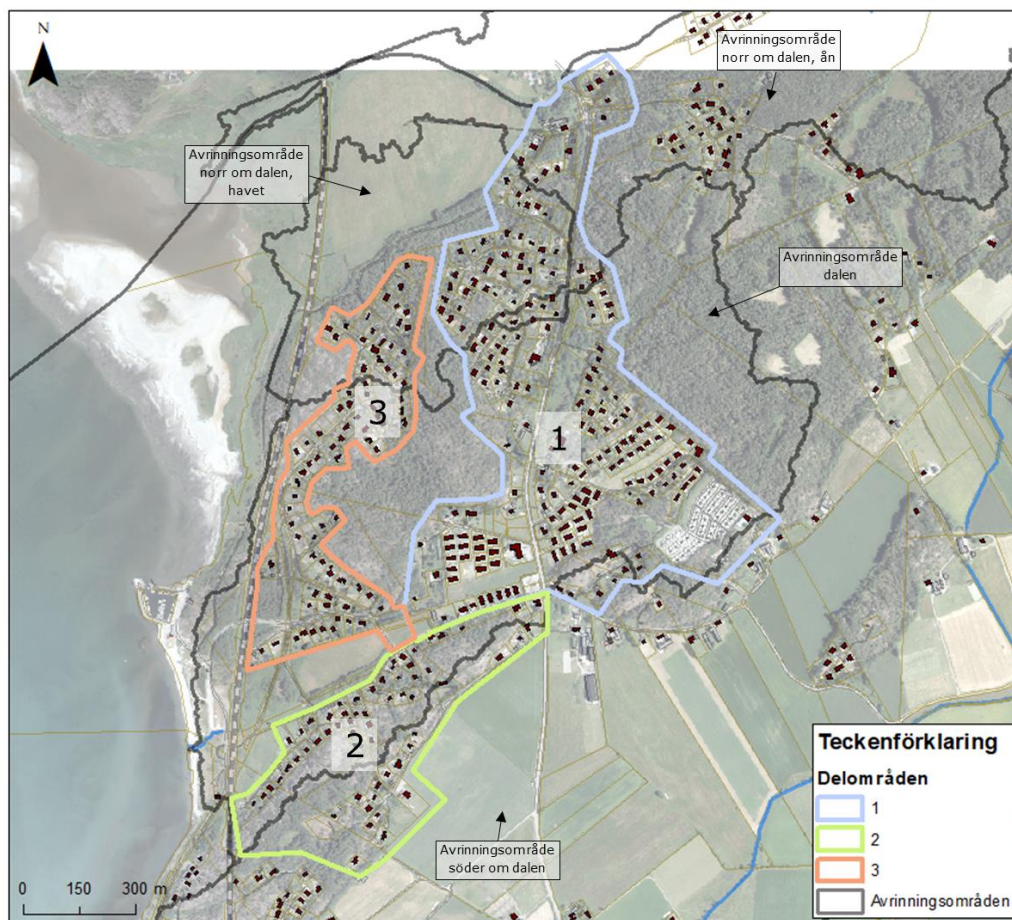 N
Avrinningsområde
norr om dalen, ån
Avrinningsområde
norr om dalen,
havet
Avrinningsområde
dalen
3
1
2
Avrinningsområde
söder om dalen
0 150 300 m
Teckenförklaring
Delområden
1
2
3
Avrinningsområden